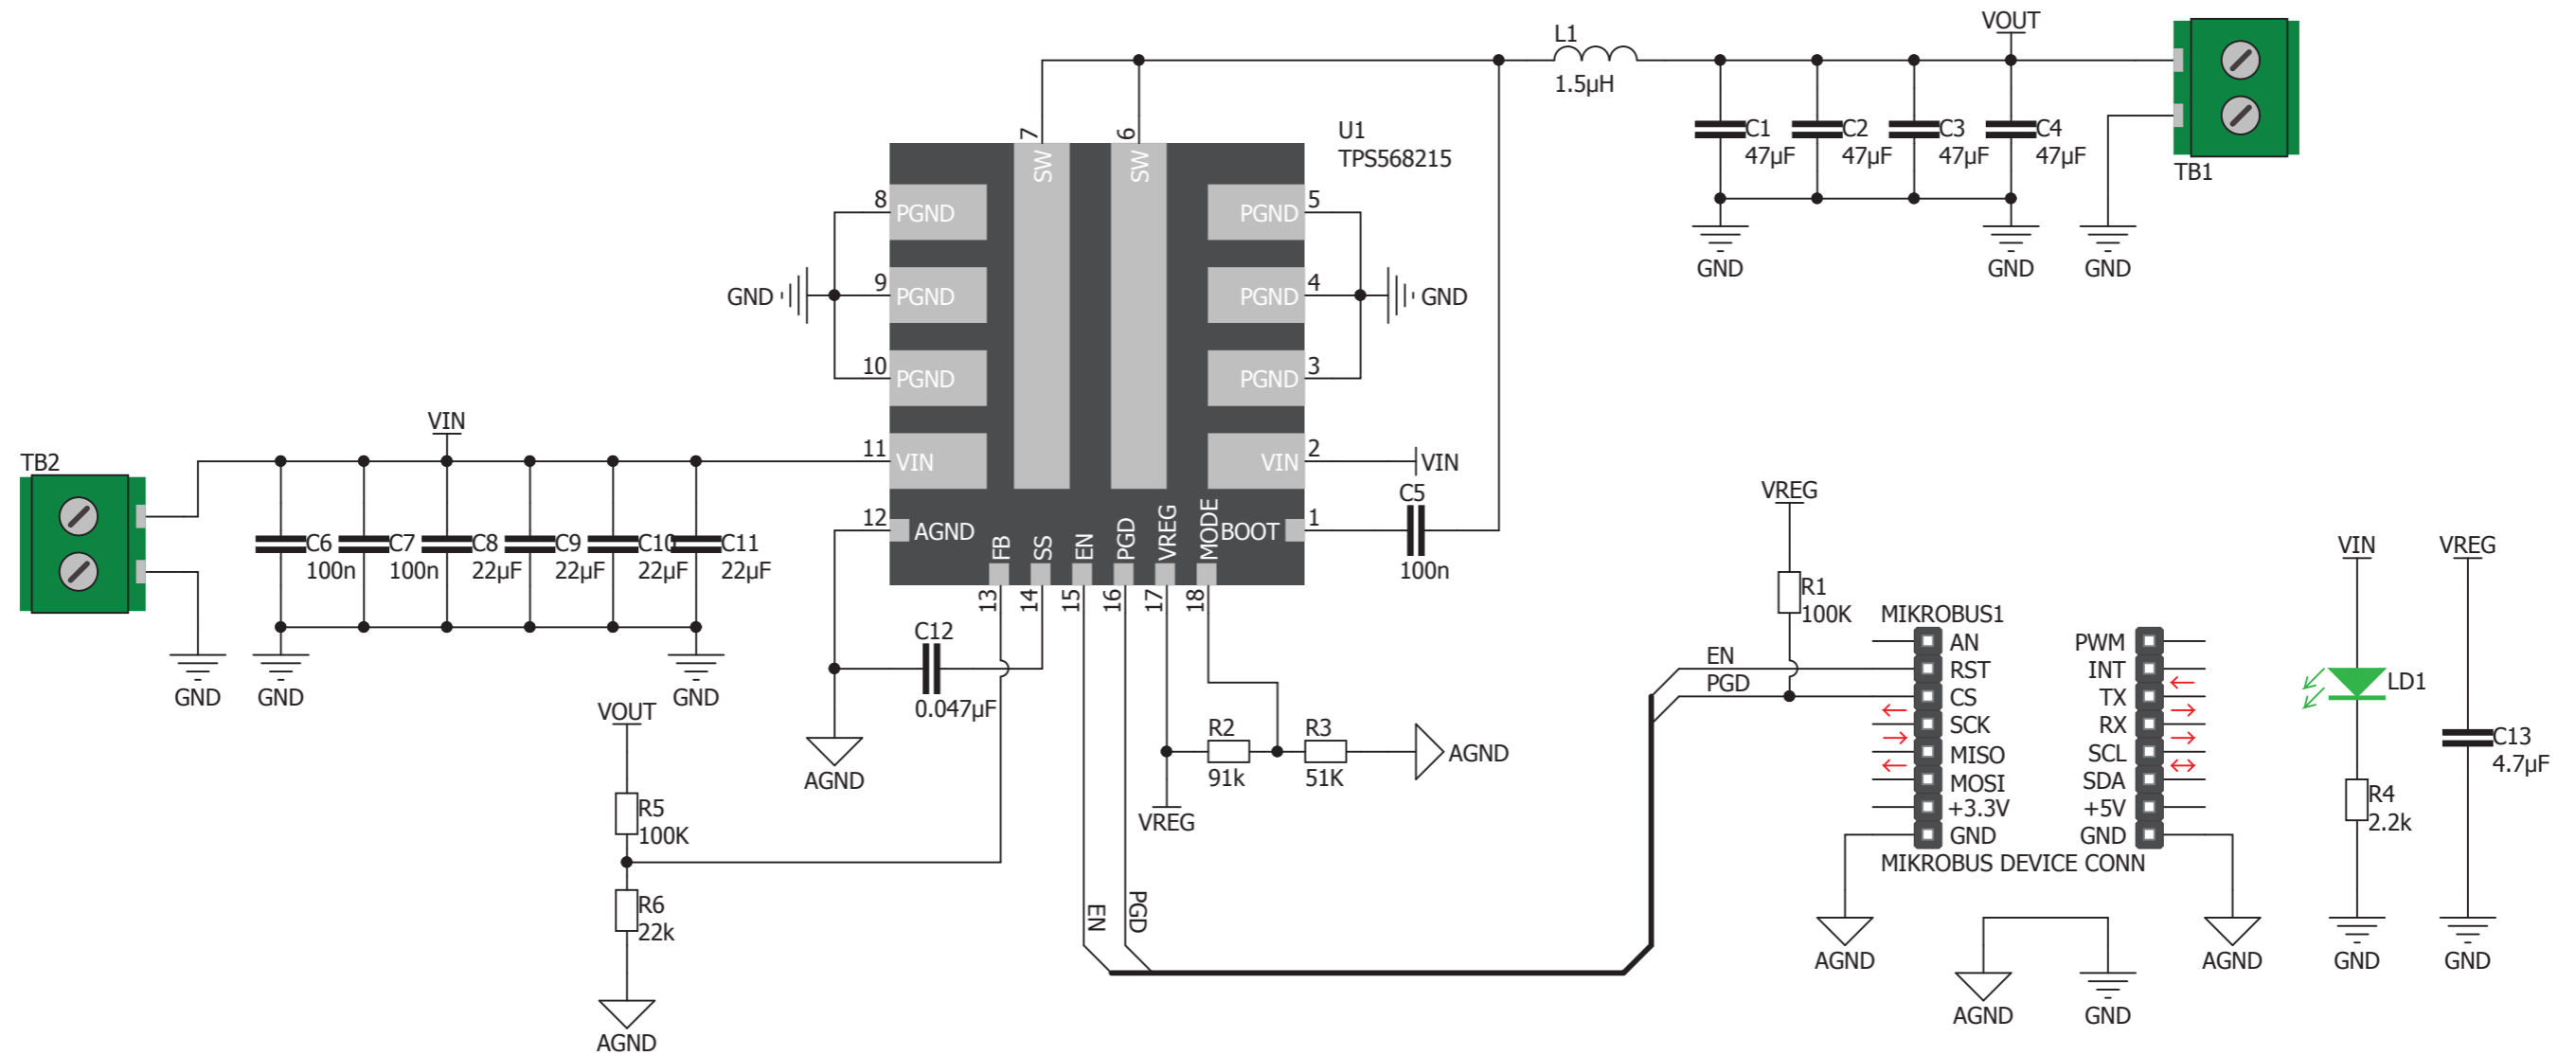 L1
1.5µH
VOUT
C1
47µF
C2
47µF
C3
47µF
C4
47µF
TB1
GND
GND
GND
U1
TPS568215
7
SW
6
SW
8
PGND
9
PGND
10
PGND
11
VIN
12
AGND
5
PGND
4
PGND
3
PGND
2
VIN
1
BOOT
FB
SS
EN
PGD
VREG
MODE
13
14
15
16
17
18
GND
GND
VIN
C5
100n
VIN
TB2
C6
100n
C7
100n
C8
22µF
C9
22µF
C10
22µF
C11
22µF
GND
GND
GND
C12
0.047µF
AGND
VOUT
R5
100K
R6
22k
AGND
R2
91k
R3
51K
AGND
VREG
EN
PGD
VREG
R1
100K
EN
PGD
MIKROBUS1
AN
RST
CS
SCK
MISO
MOSI
+3.3V
GND
PWM
INT
TX
RX
SCL
SDA
+5V
GND
MIKROBUS DEVICE CONN
AGND
AGND
GND
AGND
VIN
LD1
R4
2.2k
GND
VREG
C13
4.7µF
GND